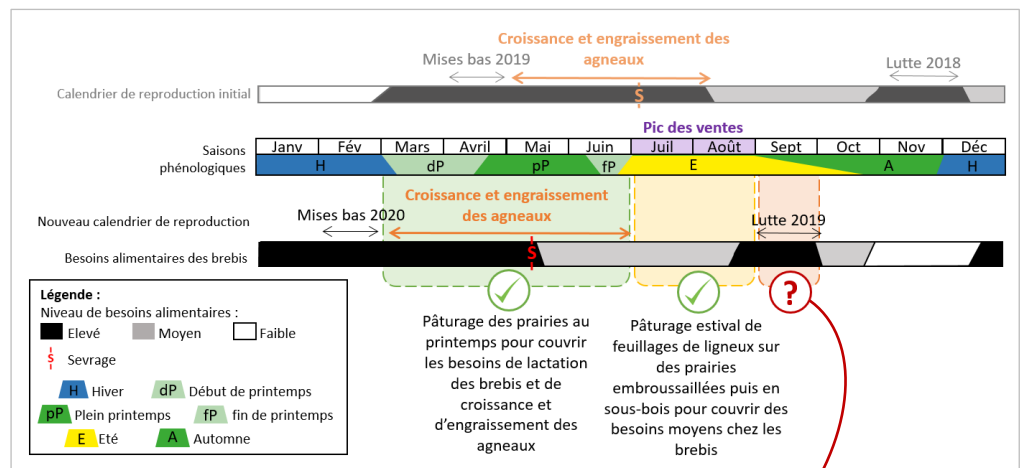 Croissance et engraissement des
agneaux
Mises bas 2019
Lutte 2018
Calendrier de reproduction initial
S
Pic des ventes
Saisons
phénologiques
Janv Fév Mars Avril Mai Juin Juil Août Sept Oct Nov Déc
H dP pP fP E A H
Croissance et engraissement
des agneaux
Nouveau calendrier de reproduction
Mises bas 2020
Lutte 2019
Besoins alimentaires des brebis
S
?
Pâturage des prairies au
printemps pour couvrir
les besoins de lactation
des brebis et de
croissance et
d'engraissement des
agneaux
Pâturage estival de
feuillages de ligneux sur
des prairies
embroussaillées puis en
sous-bois pour couvrir des
besoins moyens chez les
brebis
Légende :
Niveau de besoins alimentaires :
Elevé Moyen Faible
S Sevrage
H Hiver dP Début de printemps
pP Plein printemps fP fin de printemps
E Eté A Automne